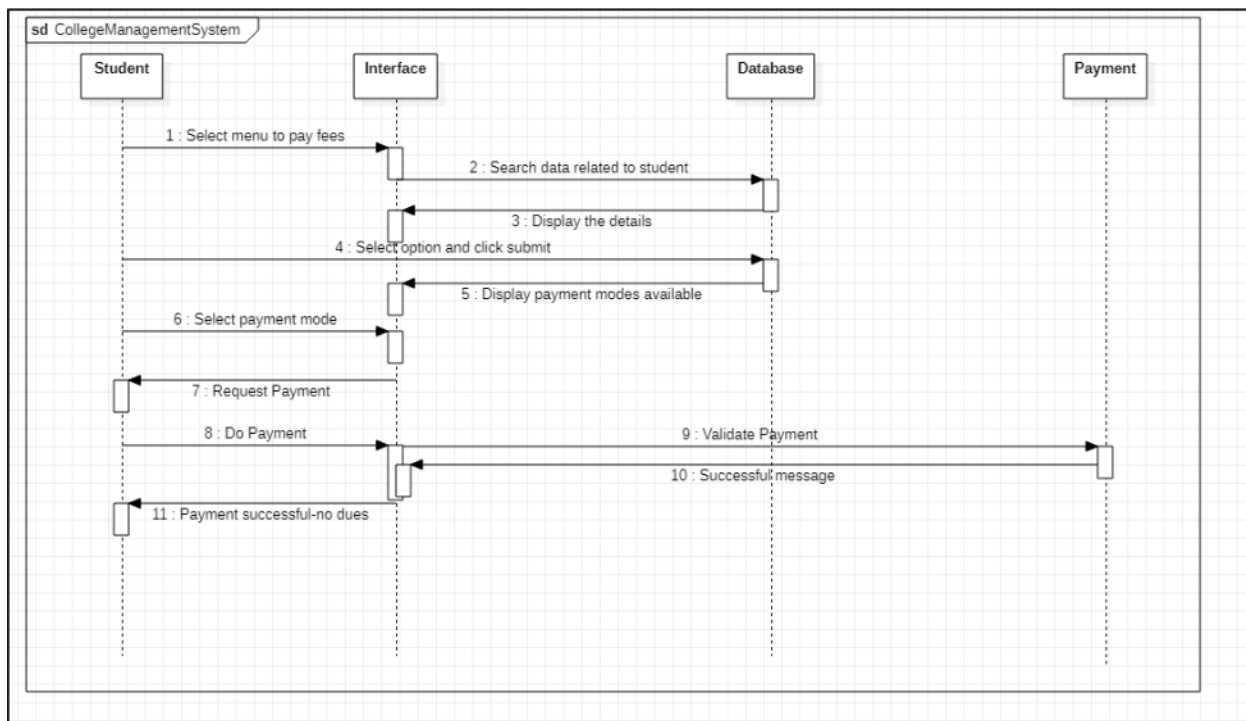 sd CollegeManagementSystem
Student
Interface
Database
Payment
1 : Select menu to pay fees
2 : Search data related to student
3 : Display the details
4 : Select option and click submit
5 : Display payment modes available
6 : Select payment mode
7 : Request Payment
8 : Do Payment
9 : Validate Payment
10 : Successful message
11 : Payment successful-no dues